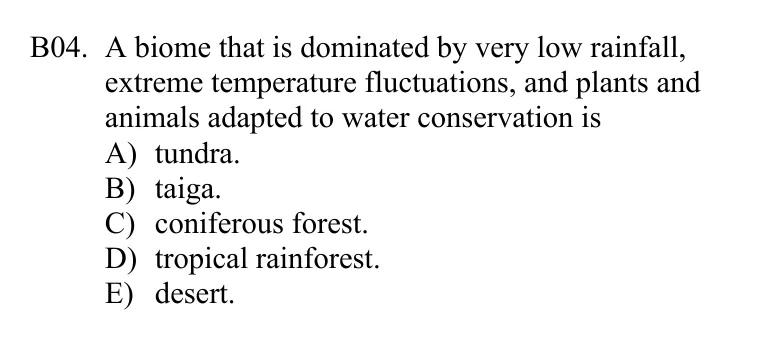 B04. A biome that is dominated by very low rainfall,
extreme temperature fluctuations, and plants and
animals adapted to water conservation is
A) tundra.
B) taiga.
C) coniferous forest.
D) tropical rainforest.
E) desert.